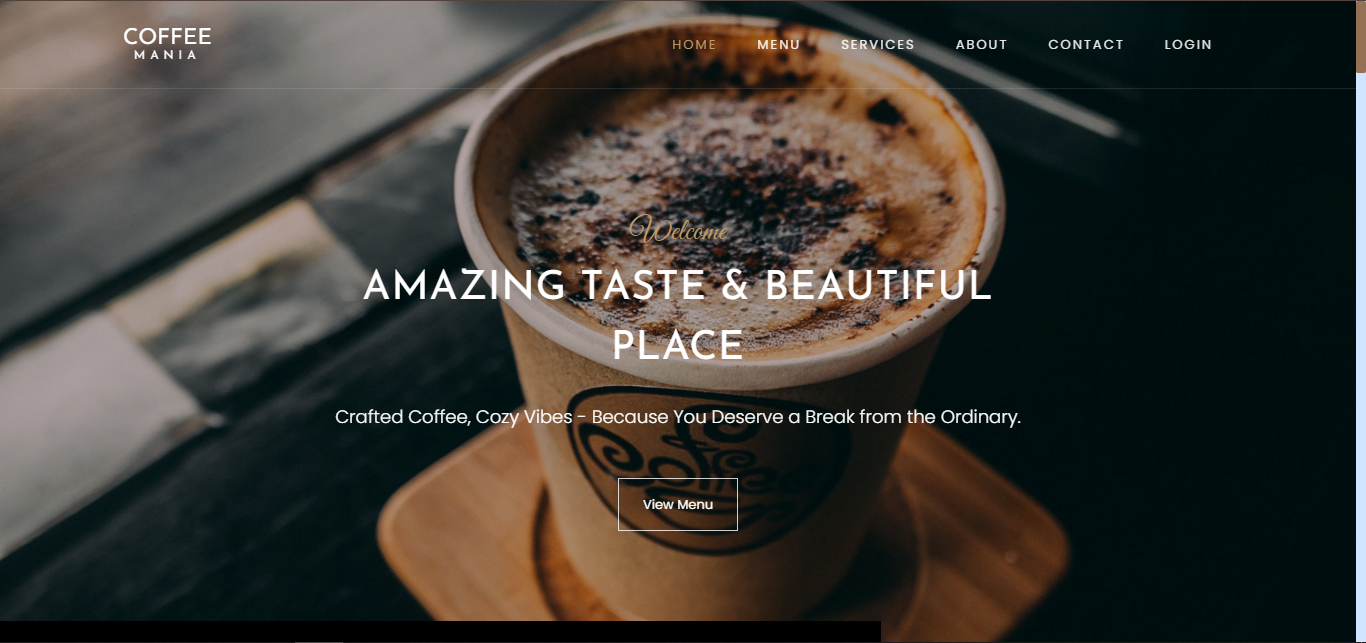 COFFEE
MANIA
HOME MENU SERVICES ABOUT CONTACT LOGIN
Welcome
AMAZING TASTE & BEAUTIFUL
PLACE
Crafted Coffee, Cozy Vibes - Because You Deserve a Break from the Ordinary.
Coffee
View Menu